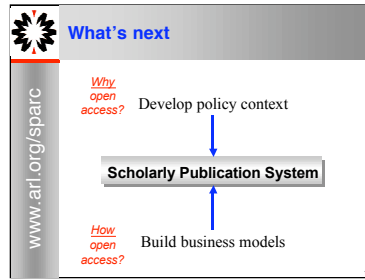 What's next
www.arl.org/sparc
Why
open
access?
Develop policy context
Scholarly Publication System
How
open
access?
Build business models